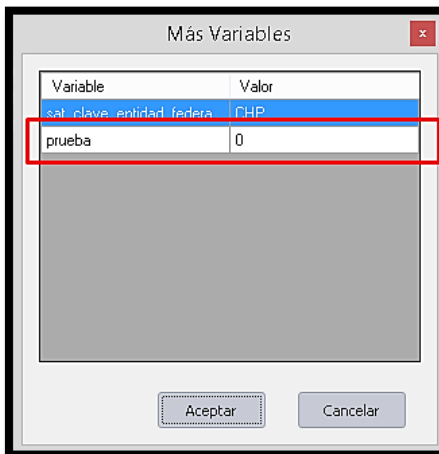 Más Variables
x
Variable Valor
sat_clave_entidad_federa... CHP
prueba 0
Aceptar Cancelar